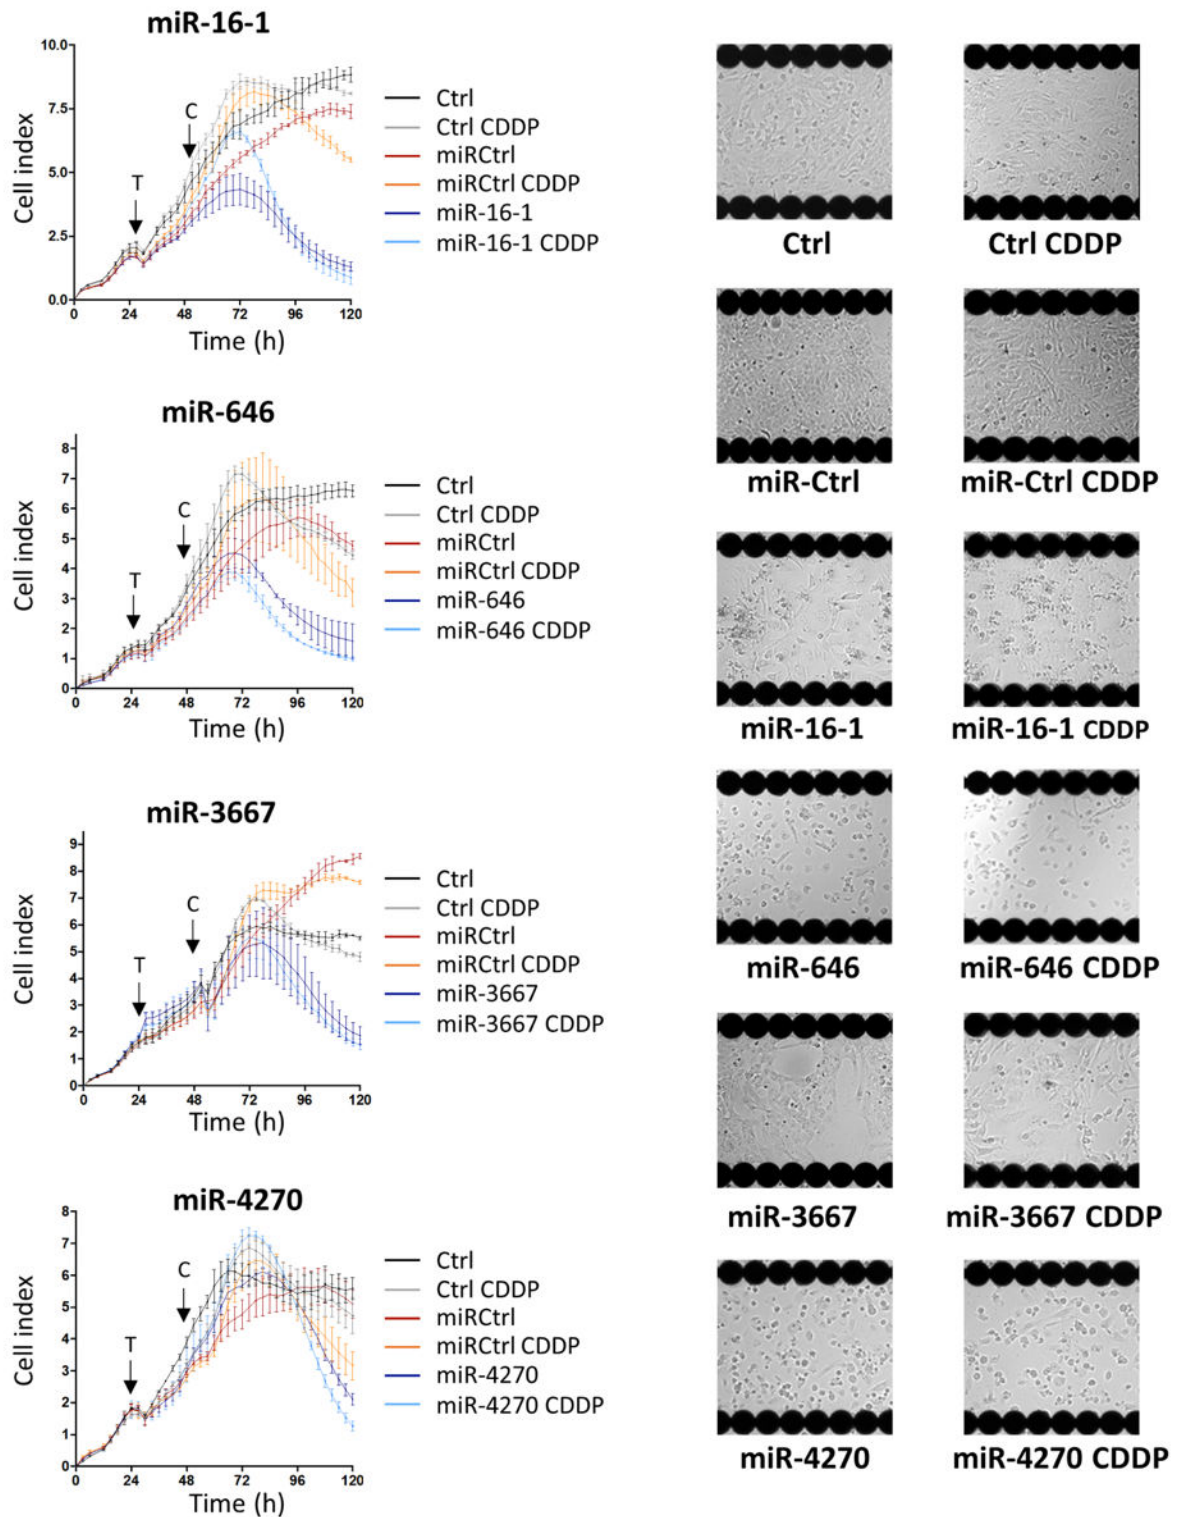 miR-16-1
10.0
7.5
5.0
2.5
0.0
Cell index
T
C
0 24 48 72 96 120
Time (h)
Ctrl
Ctrl CDDP
miRCtrl
miRCtrl CDDP
miR-16-1
miR-16-1 CDDP
miR-646
8
7
6
5
4
3
2
1
0
Cell index
T
C
0 24 48 72 96 120
Time (h)
Ctrl
Ctrl CDDP
miRCtrl
miRCtrl CDDP
miR-646
miR-646 CDDP
miR-3667
9
8
7
6
5
4
3
2
1
0
Cell index
T
C
0 24 48 72 96 120
Time (h)
Ctrl
Ctrl CDDP
miRCtrl
miRCtrl CDDP
miR-3667
miR-3667 CDDP
miR-4270
8
7
6
5
4
3
2
1
0
Cell index
T
C
0 24 48 72 96 120
Time (h)
Ctrl
Ctrl CDDP
miRCtrl
miRCtrl CDDP
miR-4270
miR-4270 CDDP
Ctrl Ctrl CDDP
miR-Ctrl miR-Ctrl CDDP
miR-16-1 miR-16-1 CDDP
miR-646 miR-646 CDDP
miR-3667 miR-3667 CDDP
miR-4270 miR-4270 CDDP